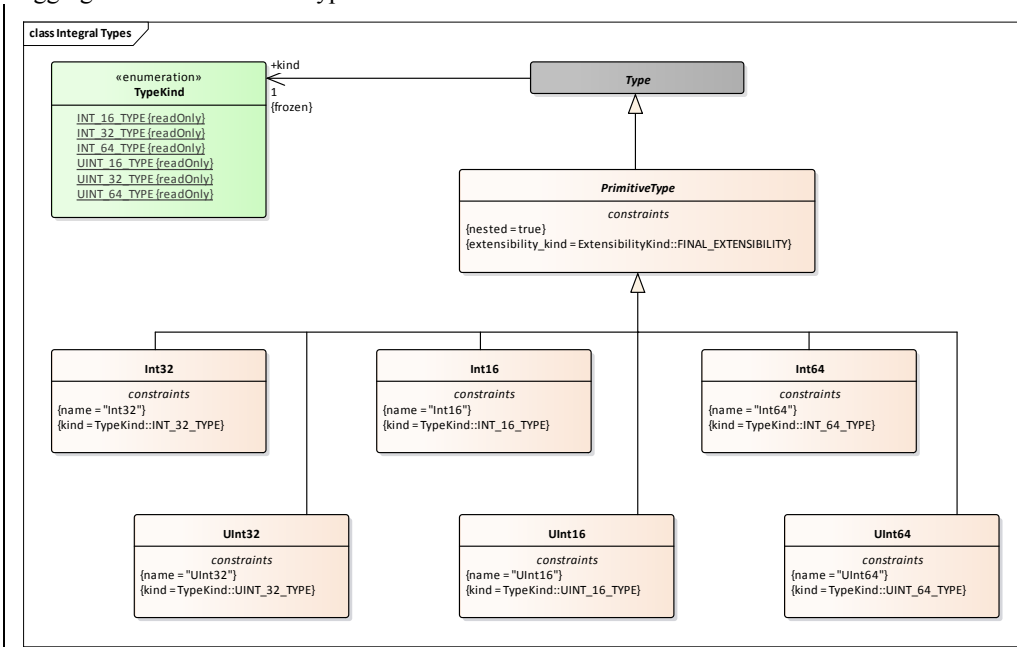 class Integral Types
«enumeration»
TypeKind
INT_16_TYPE {readOnly}
INT_32_TYPE {readOnly}
INT_64_TYPE {readOnly}
UINT_16_TYPE {readOnly}
UINT_32_TYPE {readOnly}
UINT_64_TYPE {readOnly}
+kind
1
{frozen}
Type
PrimitiveType
constraints
{nested = true}
{extensibility_kind = ExtensibilityKind::FINAL_EXTENSIBILITY}
Int32
constraints
{name = "Int32"}
{kind = TypeKind::INT_32_TYPE}
Int16
constraints
{name = "Int16"}
{kind = TypeKind::INT_16_TYPE}
Int64
constraints
{name = "Int64"}
{kind = TypeKind::INT_64_TYPE}
UInt32
constraints
{name = "UInt32"}
{kind = TypeKind::UINT_32_TYPE}
UInt16
constraints
{name = "UInt16"}
{kind = TypeKind::UINT_16_TYPE}
UInt64
constraints
{name = "UInt64"}
{kind = TypeKind::UINT_64_TYPE}